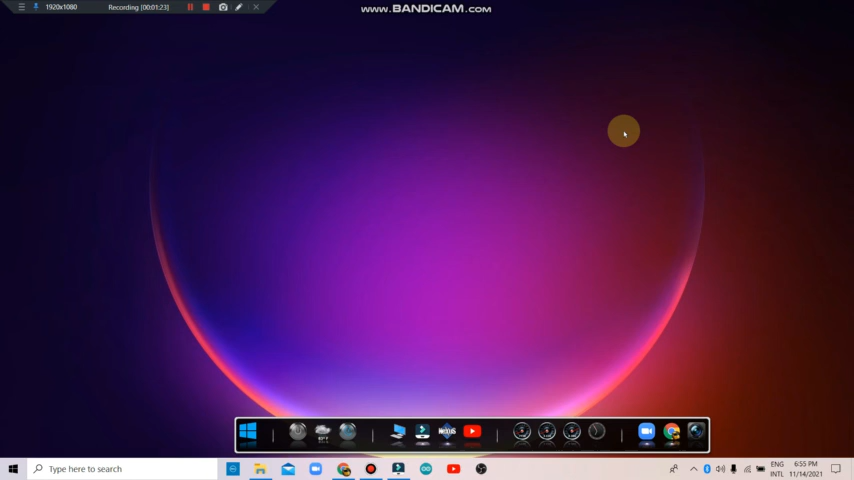 1920x1080
Recording [00:01:23]
www.BANDICAM.com
NEXUS
Type here to search
ENG
INTL
6:55 PM
11/14/2021